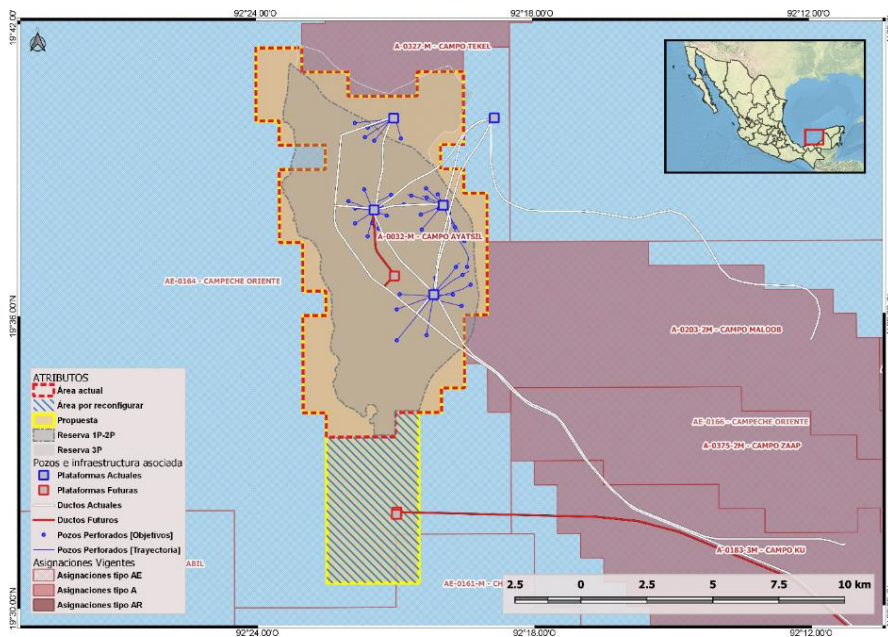 92°24.00'O 92°18.00'O 92°12.00'O
19°42.00'N
A-0327-M - CAMPO TEKEL
A-0032-M - CAMPO AYATSIL
AE-0164 - CAMPECHE ORIENTE
19°36.00'N
A-0203-2M - CAMPO MALOOB
AE-0166 - CAMPECHE ORIENTE
A-0375-2M - CAMPO ZAAP
A-0183-3M - CAMPO KU
ABIL
AE-0161-M - CH
ATRIBUTOS
Área actual
Área por reconfigurar
Propuesta
Reserva 1P-2P
Reserva 3P
Pozos e infraestructura asociada
Plataformas Actuales
Plataformas Futuras
Ductos Actuales
Ductos Futuros
Pozos Perforados [Objetivos]
Pozos Perforados [Trayectoria]
Asignaciones Vigentes
Asignaciones tipo AE
Asignaciones tipo A
Asignaciones tipo AR
2.5 0 2.5 5 7.5 10 km
19°30.00'N
92°24.00'O 92°18.00'O 92°12.00'O